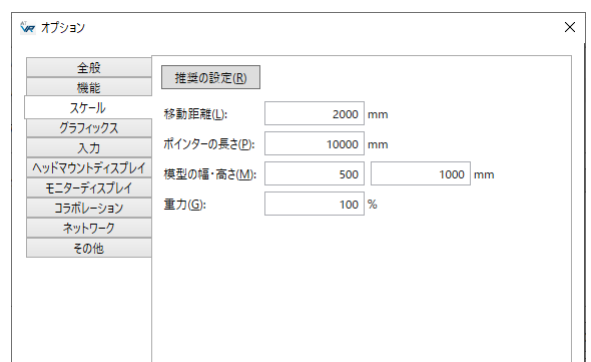 オプション
全般
機能
スケール
グラフィックス
入力
ヘッドマウントディスプレイ
モニターディスプレイ
コラボレーション
ネットワーク
その他
推奨の設定(R)
移動距離(L): 2000 mm
ポインターの長さ(P): 10000 mm
模型の幅・高さ(M): 500 1000 mm
重力(G): 100 %